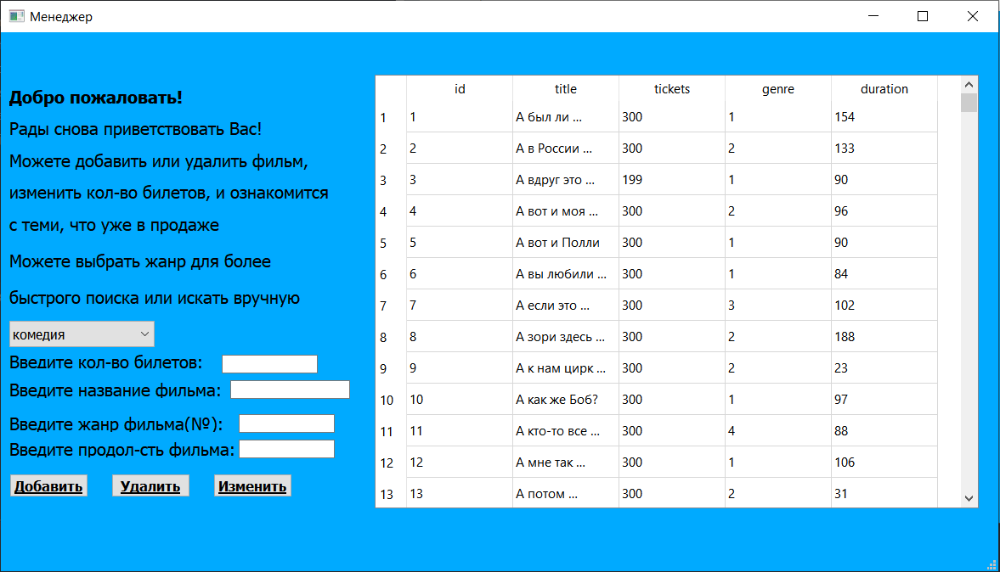 Менеджер
Добро пожаловать!
Рады снова приветствовать Вас!
Можете добавить или удалить фильм,
изменить кол-во билетов, и ознакомится
с теми, что уже в продаже
Можете выбрать жанр для более
быстрого поиска или искать вручную
комедия
Введите кол-во билетов:
Введите название фильма:
Введите жанр фильма(№):
Введите продол-сть фильма:
Добавить Удалить Изменить
id title tickets genre duration
1 1 А был ли ... 300 1 154
2 2 А в России ... 300 2 133
3 3 А вдруг это ... 199 1 90
4 4 А вот и моя ... 300 2 96
5 5 А вот и Полли 300 1 90
6 6 А вы любили ... 300 1 84
7 7 А если это ... 300 3 102
8 8 А зори здесь ... 300 2 188
9 9 А к нам цирк ... 300 2 23
10 10 А как же Боб? 300 1 97
11 11 А кто-то все ... 300 4 88
12 12 А мне так ... 300 1 106
13 13 А потом ... 300 2 31